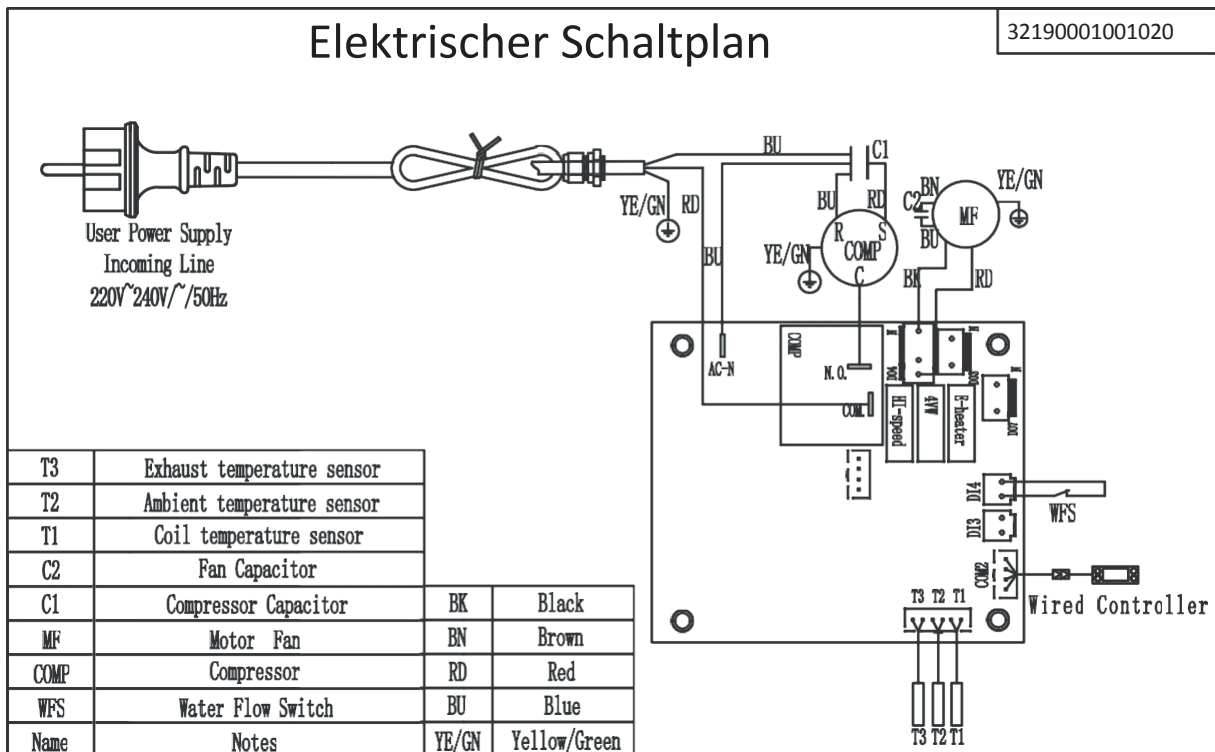 Elektrischer Schaltplan
32190001001020
BU
C1
BU
RD
YE/GN
RD
BU
YE/GN
R
S
COMP
C
C2
BN
BU
MF
YE/GN
BK
RD
User Power Supply
Incoming Line
220V~240V/~/50Hz
AC-N
COMP
N.O.
COM.
DO4
DO3
DO7
HI-speed
4VW
E-heater
DI4
WFS
DI3
COM2
Wired Controller
T3 T2 T1
T3 T2 T1
T3 Exhaust temperature sensor
T2 Ambient temperature sensor
T1 Coil temperature sensor
C2 Fan Capacitor
C1 Compressor Capacitor BK Black
MF Motor Fan BN Brown
COMP Compressor RD Red
WFS Water Flow Switch BU Blue
Name Notes YE/GN Yellow/Green